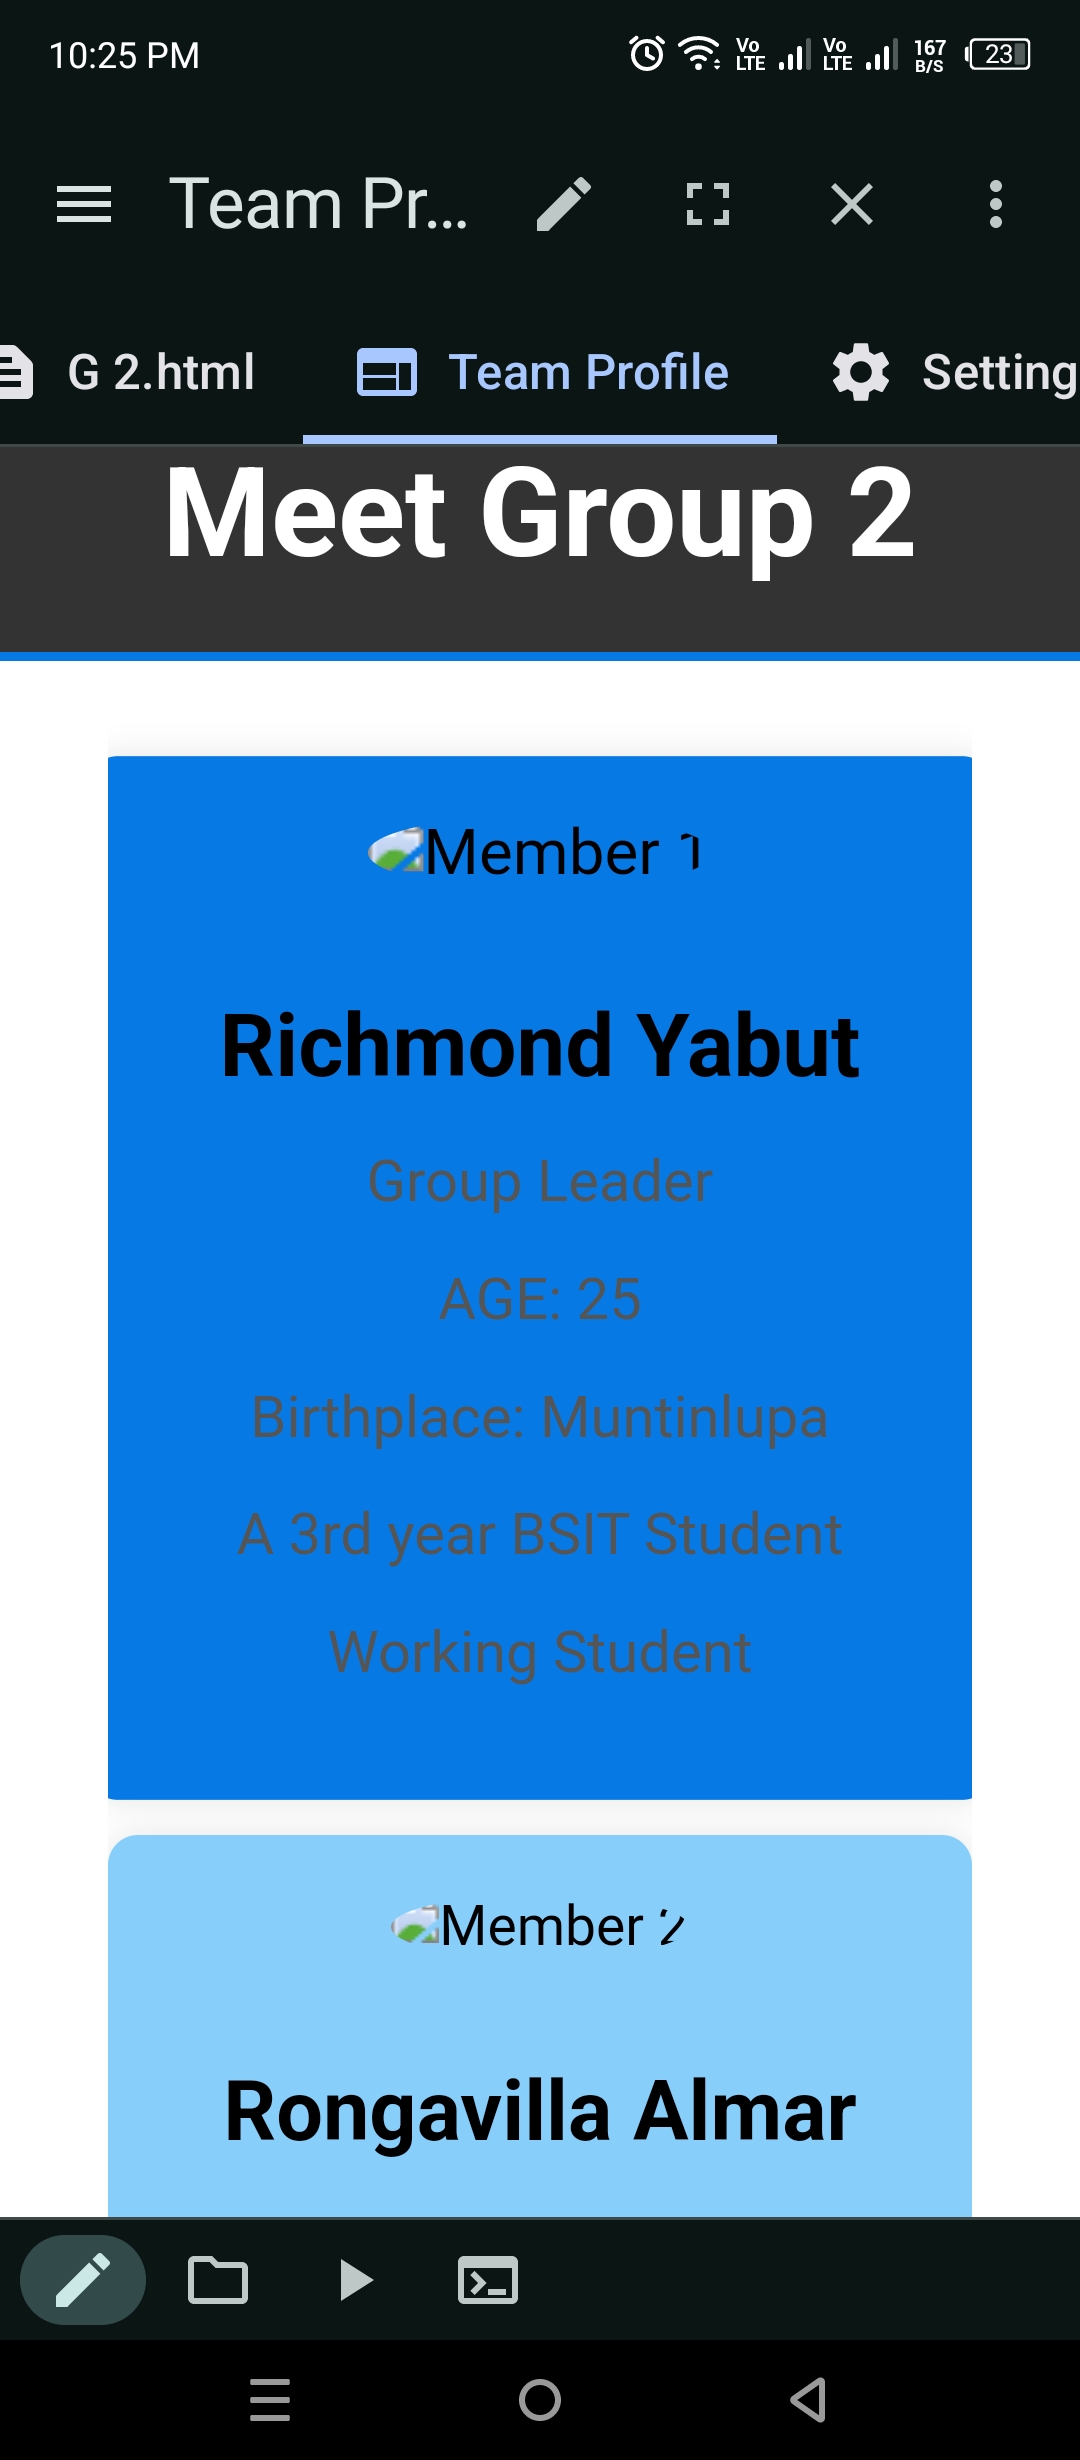 10:25 PM
Vo LTE Vo LTE 167 B/S 23
Team Pr...
G 2.html Team Profile Setting
Meet Group 2
Member 1
Richmond Yabut
Group Leader
AGE: 25
Birthplace: Muntinlupa
A 3rd year BSIT Student
Working Student
Member 2
Rongavilla Almar